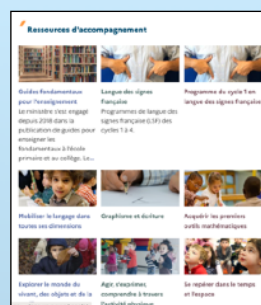 Ressources d'accompagnement
Guides fondamentaux
pour l'enseignement
Le ministère s'est engagé
depuis 2018 dans la
publication de guides pour
enseigner les
fondamentaux à l'école
primaire et au collège. Le...
Langue des signes
française
Programmes de langue des
signes française (LSF) des
cycles 1 à 4.
Programme du cycle 1 en
langue des signes française
Mobiliser le langage dans
toutes ses dimensions
Graphisme et écriture
Acquérir les premiers
outils mathématiques
Explorer le monde du
vivant, des objets et de la
Agir, s'exprimer,
comprendre à travers
l'activité physique
Se repérer dans le temps
et l'espace